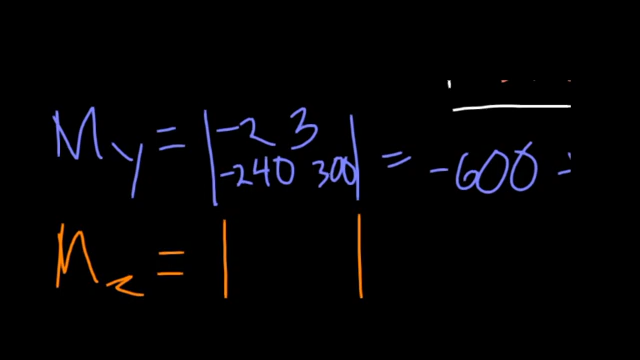 My = |-2 3| = -600
|-240 300|
Mz = | |